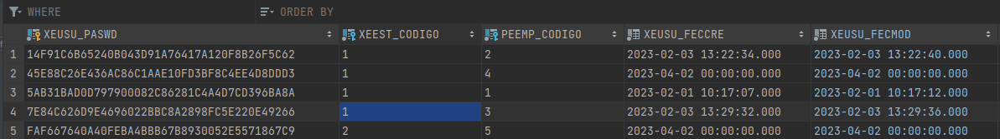 WHERE ORDER BY
XEUSU_PASWD XEEST_CODIGO PEEMP_CODIGO XEUSU_FECCRE XEUSU_FECMOD
1 14F91C6B65240B043D91A76417A120F8B26F5C62 1 2 2023-02-03 13:22:34.000 2023-02-03 13:22:40.000
2 45E88C26E436AC86C1AAE10FD3BF8C4EE4D8DDD3 1 4 2023-04-02 00:00:00.000 2023-04-02 00:00:00.000
3 5AB31BAD0D797900082C86281C4A4D7CD396BA8A 1 1 2023-02-01 10:17:07.000 2023-02-01 10:17:12.000
4 7E84C626D9E4696022BBC8A2898FC5E220E49266 1 3 2023-02-03 13:29:32.000 2023-02-03 13:29:36.000
5 FAF667640A40FEBA4BBB67B8930052E5571867C9 2 5 2023-04-02 00:00:00.000 2023-04-02 00:00:00.000